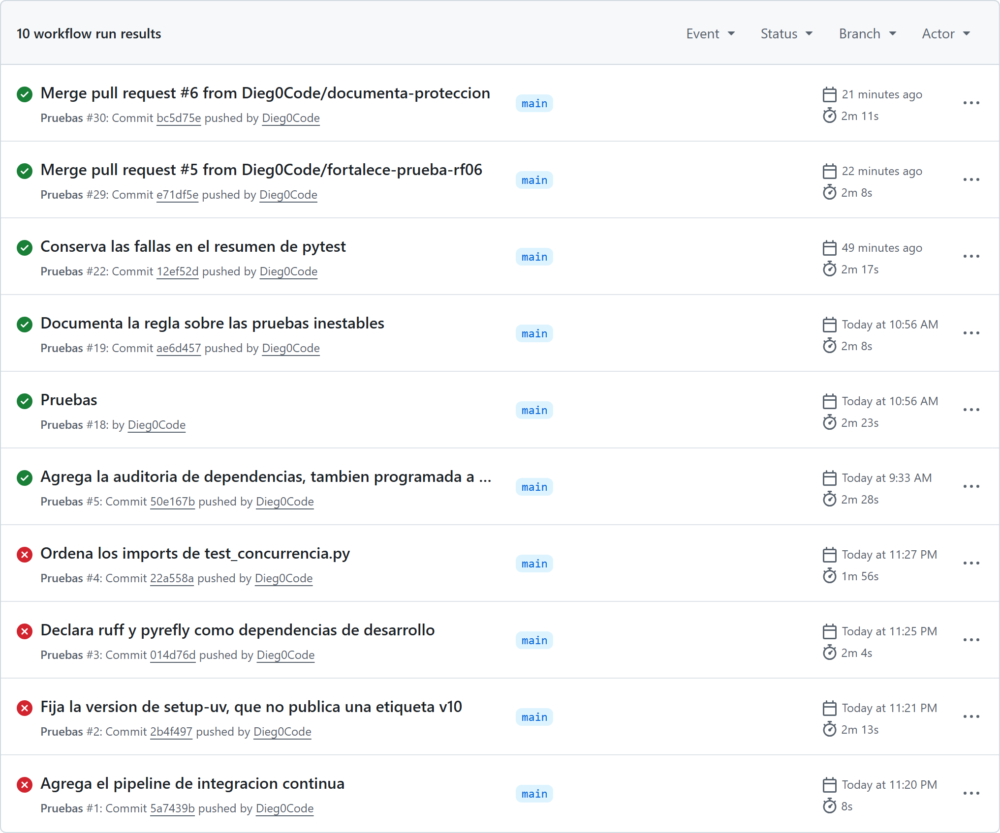 10 workflow run results
Event Status Branch Actor
Merge pull request #6 from Dieg0Code/documenta-proteccion
Pruebas #30: Commit bc5d75e pushed by Dieg0Code
main
21 minutes ago
2m 11s
Merge pull request #5 from Dieg0Code/fortalece-prueba-rf06
Pruebas #29: Commit e71df5e pushed by Dieg0Code
main
22 minutes ago
2m 8s
Conserva las fallas en el resumen de pytest
Pruebas #22: Commit 12ef52d pushed by Dieg0Code
main
49 minutes ago
2m 17s
Documenta la regla sobre las pruebas inestables
Pruebas #19: Commit ae6d457 pushed by Dieg0Code
main
Today at 10:56 AM
2m 8s
Pruebas
Pruebas #18: by Dieg0Code
main
Today at 10:56 AM
2m 23s
Agrega la auditoria de dependencias, tambien programada a ...
Pruebas #5: Commit 50e167b pushed by Dieg0Code
main
Today at 9:33 AM
2m 28s
Ordena los imports de test_concurrencia.py
Pruebas #4: Commit 22a558a pushed by Dieg0Code
main
Today at 11:27 PM
1m 56s
Declara ruff y pyrefly como dependencias de desarrollo
Pruebas #3: Commit 014d76d pushed by Dieg0Code
main
Today at 11:25 PM
2m 4s
Fija la version de setup-uv, que no publica una etiqueta v10
Pruebas #2: Commit 2b4f497 pushed by Dieg0Code
main
Today at 11:21 PM
2m 13s
Agrega el pipeline de integracion continua
Pruebas #1: Commit 5a7439b pushed by Dieg0Code
main
Today at 11:20 PM
8s